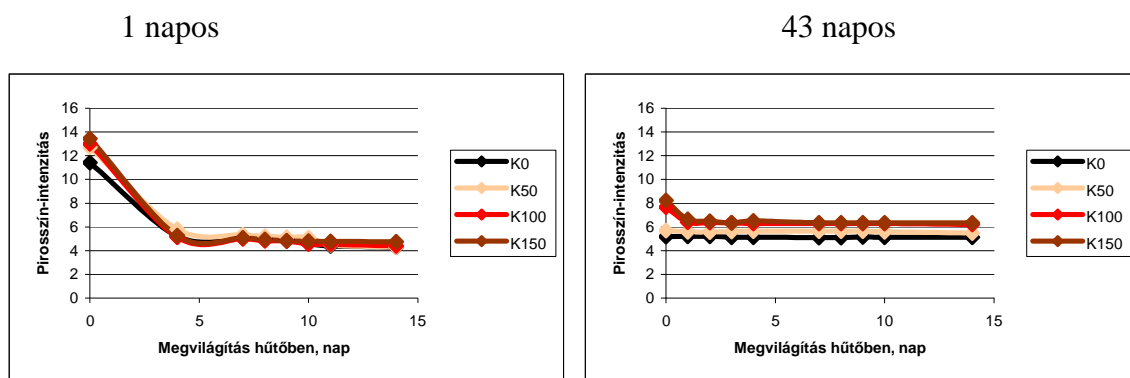 1 napos
43 napos
Pirosszín-intenzitás
16
14
12
10
8
6
4
2
0
0
5
10
15
Megvilágítás hűtőben, nap
K0
K50
K100
K150
Pirosszín-intenzitás
16
14
12
10
8
6
4
2
0
0
5
10
15
Megvilágítás hűtőben, nap
K0
K50
K100
K150